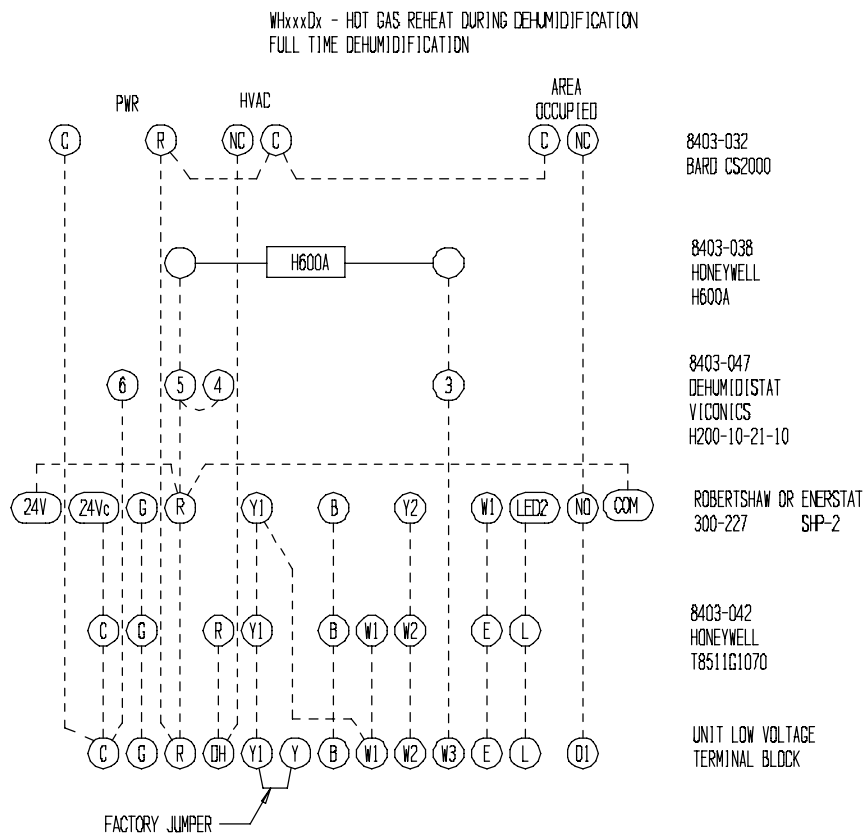 WHxxxDx - HOT GAS REHEAT DURING DEHUMIDIFICATION
FULL TIME DEHUMIDIFICATION
PWR HVAC AREA
OCCUPIED
C R NC C C NC
8403-032
BARD CS2000
H600A
8403-038
HONEYWELL
H600A
6 5 4 3
8403-047
DEHUMIDISTAT
VICONICS
H200-10-21-10
24V 24Vc G R Y1 B Y2 W1 LED2 NO COM
ROBERTSHAW OR ENERSTAT
300-227 SHP-2
C G R Y1 B W1 W2 E L
8403-042
HONEYWELL
T8511G1070
C G R DH Y1 Y B W1 W2 W3 E L O1
UNIT LOW VOLTAGE
TERMINAL BLOCK
FACTORY JUMPER